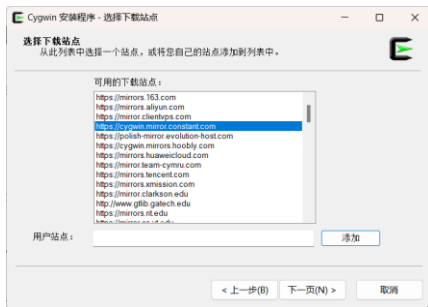 Cygwin 安装程序 - 选择下载站点
选择下载站点
从此列表中选择一个站点，或将您自己的站点添加到列表中。
可用的下载站点：
https://mirrors.163.com
https://mirrors.aliyun.com
https://mirror.clientvps.com
https://cygwin.mirror.constant.com
https://polish-mirror.evolution-host.com
https://cygwin.mirrors.hoobly.com
https://mirrors.huaweicloud.com
https://mirror.team-cymru.com
https://mirrors.tencent.com
https://mirrors.xmission.com
https://mirror.clarkson.edu
http://www.gtlib.gatech.edu
https://mirrors.rit.edu
用户站点：
添加
< 上一步(B) 下一页(N) > 取消